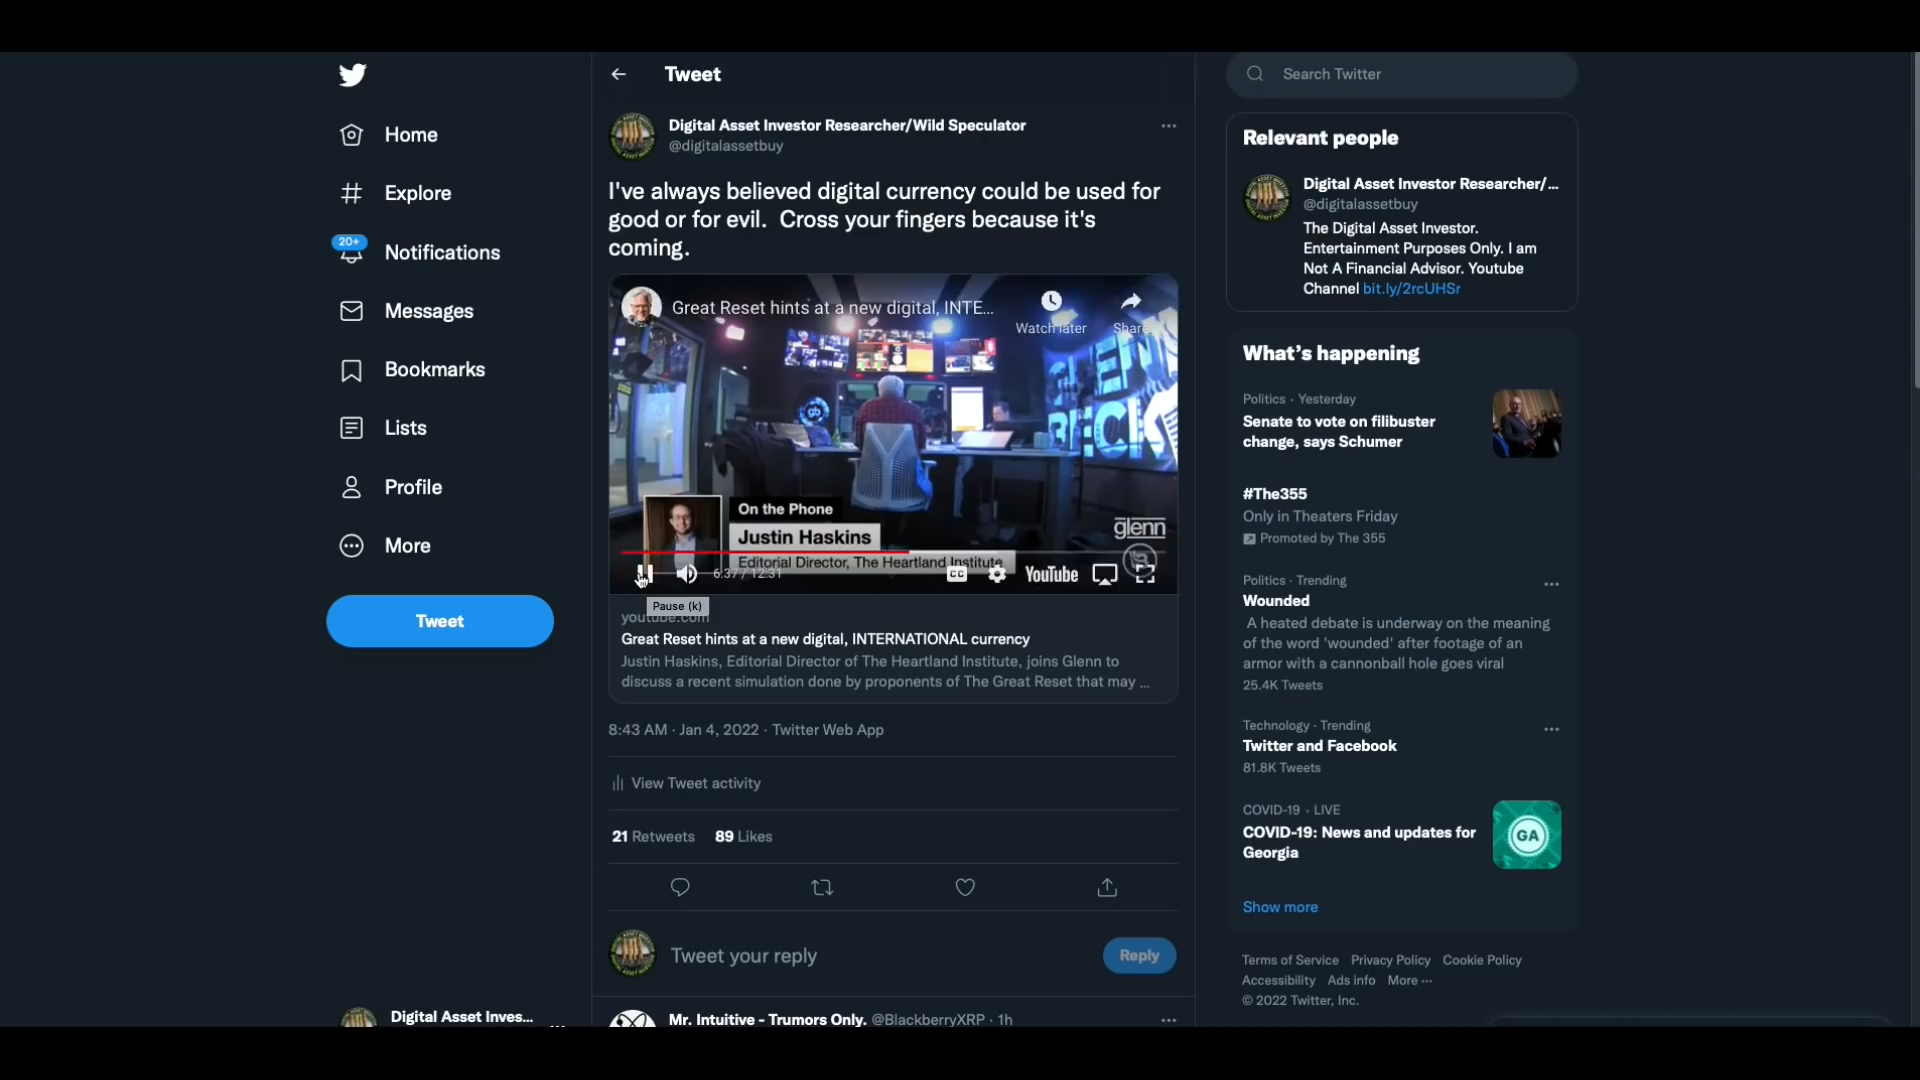 Tweet
Search Twitter
Home
Explore
20+
Notifications
Messages
Bookmarks
Lists
Profile
More
Tweet
Digital Asset Inves...
Digital Asset Investor Researcher/Wild Speculator
@digitalassetbuy
I've always believed digital currency could be used for
good or for evil. Cross your fingers because it's
coming.
Great Reset hints at a new digital, INTE...
Watch later
Share
GLENN
BECK
gb
On the Phone
Justin Haskins
Editorial Director, The Heartland Institute
glenn
6:37 / 12:31
CC
YouTube
Pause (k)
youtube.com
Great Reset hints at a new digital, INTERNATIONAL currency
Justin Haskins, Editorial Director of The Heartland Institute, joins Glenn to
discuss a recent simulation done by proponents of The Great Reset that may ...
8:43 AM · Jan 4, 2022 · Twitter Web App
View Tweet activity
21 Retweets 89 Likes
Tweet your reply
Reply
Mr. Intuitive - Trumors Only. @BlackberryXRP · 1h
Relevant people
Digital Asset Investor Researcher/...
@digitalassetbuy
The Digital Asset Investor.
Entertainment Purposes Only. I am
Not A Financial Advisor. Youtube
Channel bit.ly/2rcUHSr
What's happening
Politics · Yesterday
Senate to vote on filibuster
change, says Schumer
#The355
Only in Theaters Friday
Promoted by The 355
Politics · Trending
Wounded
A heated debate is underway on the meaning
of the word 'wounded' after footage of an
armor with a cannonball hole goes viral
25.4K Tweets
Technology · Trending
Twitter and Facebook
81.8K Tweets
COVID-19 · LIVE
COVID-19: News and updates for
Georgia
GA
Show more
Terms of Service Privacy Policy Cookie Policy
Accessibility Ads info More ...
© 2022 Twitter, Inc.